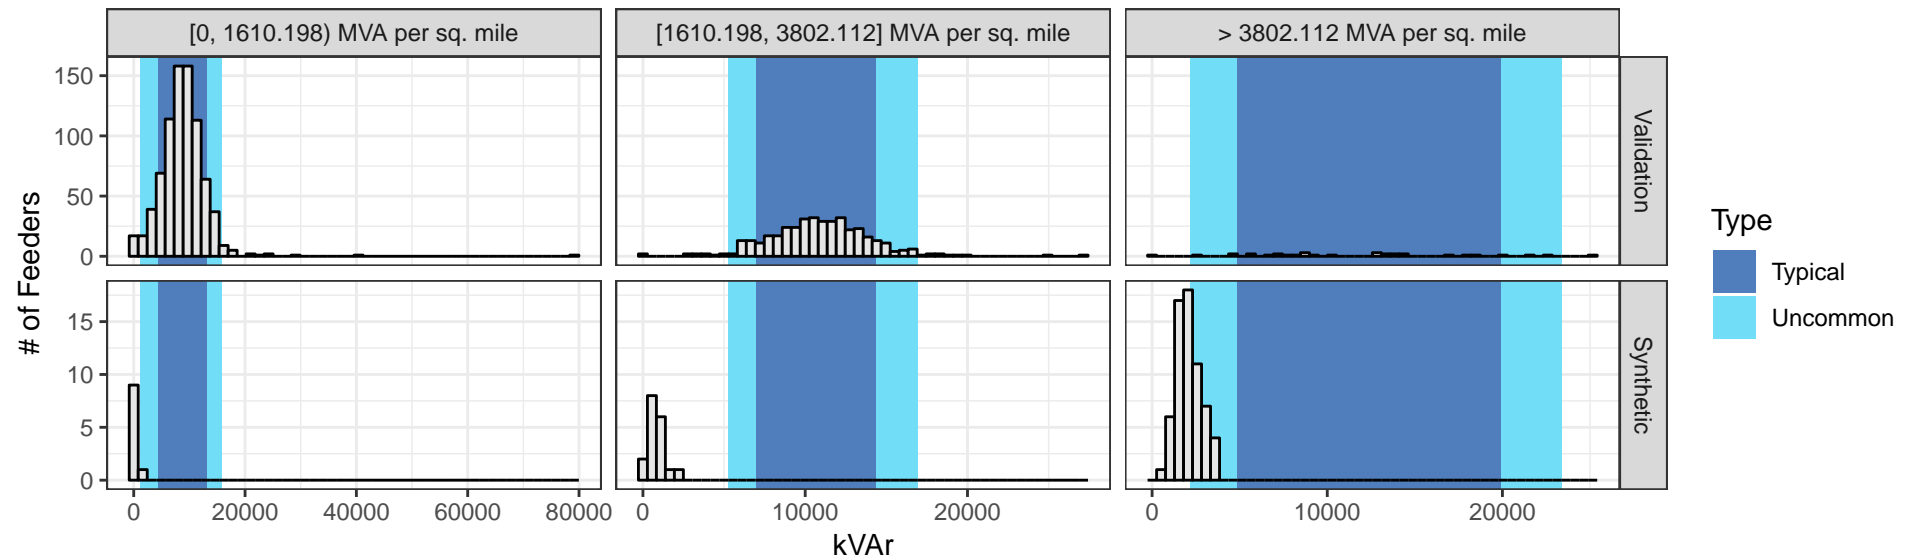 [0, 1610.198) MVA per sq. mile
[1610.198, 3802.112] MVA per sq. mile
> 3802.112 MVA per sq. mile
150
100
50
0
Validation
15
10
5
0
Synthetic
# of Feeders
0 20000 40000 60000 80000
0 10000 20000
0 10000 20000
kVAr
Type
Typical
Uncommon